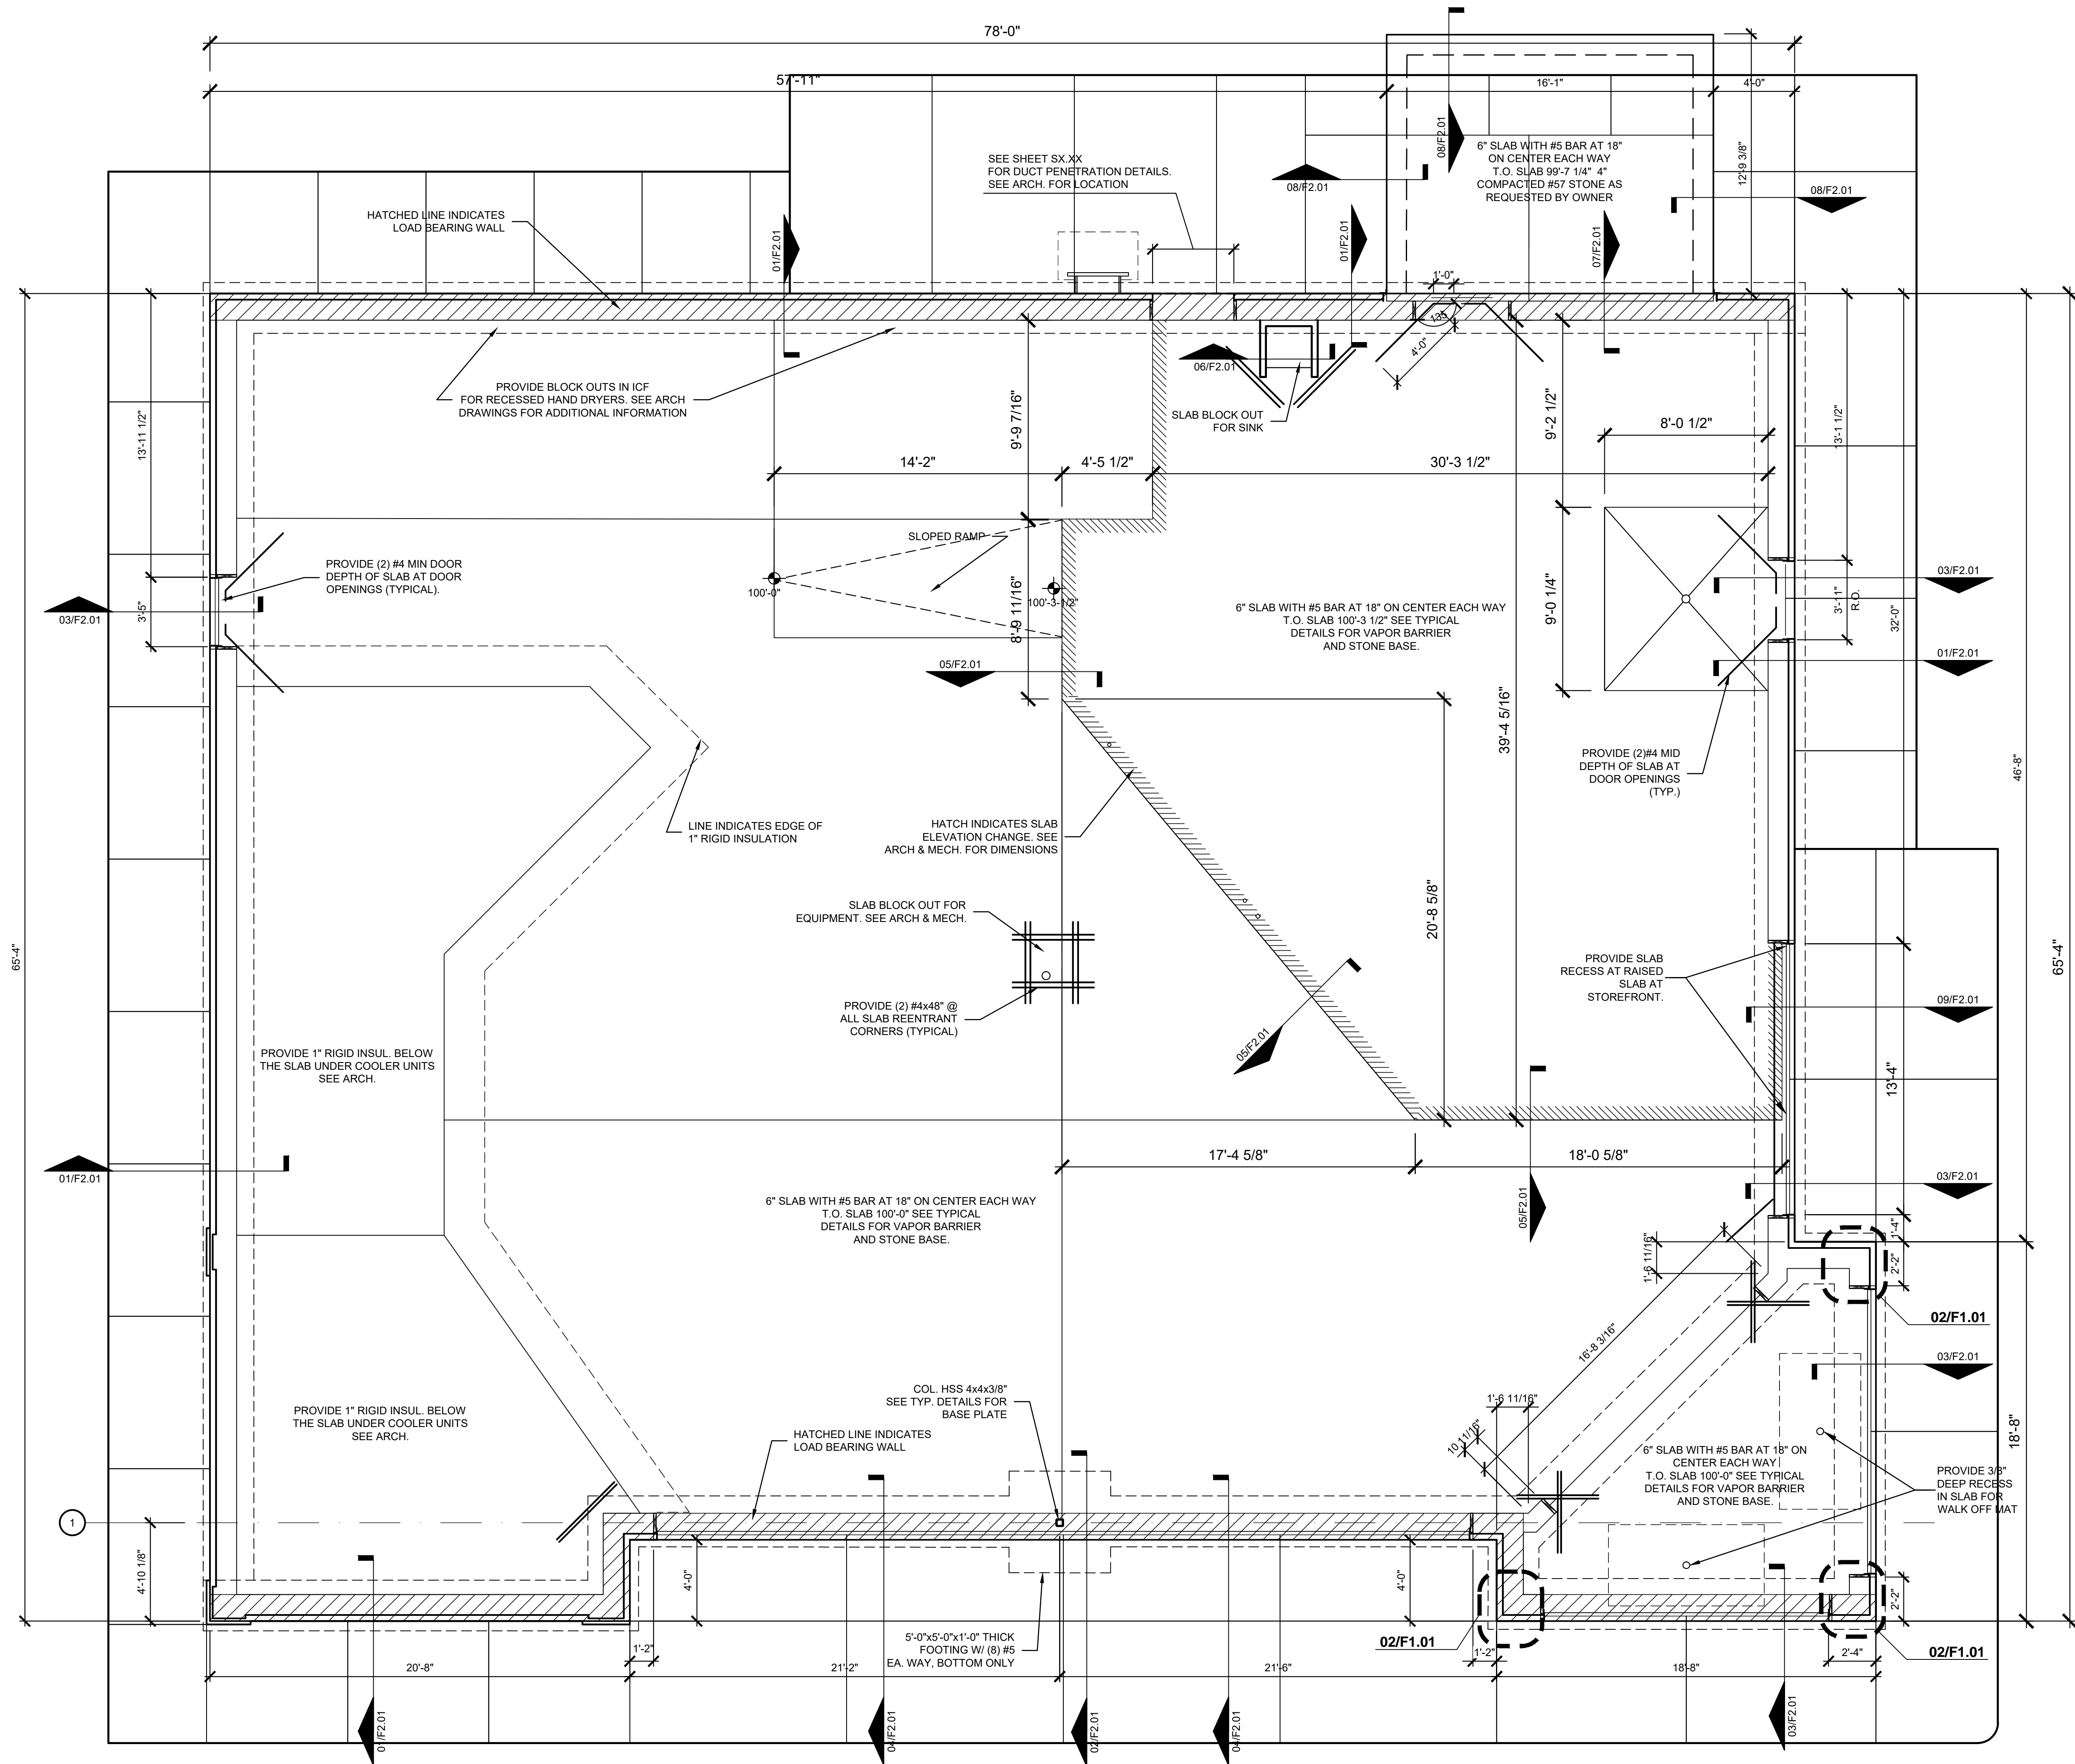 78'-0"
57'-11"
16'-1"
4'-0"
12'-9 3/8"
08/F2.01
6" SLAB WITH #5 BAR AT 18"
ON CENTER EACH WAY
T.O. SLAB 99'-7 1/4" 4"
COMPACTED #57 STONE AS
REQUESTED BY OWNER
SEE SHEET SX.XX
FOR DUCT PENETRATION DETAILS.
SEE ARCH. FOR LOCATION
08/F2.01
08/F2.01
HATCHED LINE INDICATES
LOAD BEARING WALL
01/F2.01
01/F2.01
07/F2.01
1'-0"
135
4'-0"
06/F2.01
PROVIDE BLOCK OUTS IN ICF
FOR RECESSED HAND DRYERS. SEE ARCH
DRAWINGS FOR ADDITIONAL INFORMATION
SLAB BLOCK OUT
FOR SINK
13'-11 1/2"
9'-9 7/16"
9'-2 1/2"
8'-0 1/2"
13'-1 1/2"
14'-2"
4'-5 1/2"
30'-3 1/2"
SLOPED RAMP
PROVIDE (2) #4 MIN DOOR
DEPTH OF SLAB AT DOOR
OPENINGS (TYPICAL).
03/F2.01
3'-5"
100'-0"
100'-3-1/2"
8'-9 11/16"
6" SLAB WITH #5 BAR AT 18" ON CENTER EACH WAY
T.O. SLAB 100'-3 1/2" SEE TYPICAL
DETAILS FOR VAPOR BARRIER
AND STONE BASE.
9'-0 1/4"
3'-11"
R.O.
32'-0"
03/F2.01
01/F2.01
05/F2.01
39'-4 5/16"
PROVIDE (2)#4 MID
DEPTH OF SLAB AT
DOOR OPENINGS
(TYP.)
46'-8"
LINE INDICATES EDGE OF
1" RIGID INSULATION
HATCH INDICATES SLAB
ELEVATION CHANGE. SEE
ARCH & MECH. FOR DIMENSIONS
SLAB BLOCK OUT FOR
EQUIPMENT. SEE ARCH & MECH.
20'-8 5/8"
65'-4"
65'-4"
PROVIDE SLAB
RECESS AT RAISED
SLAB AT
STOREFRONT.
PROVIDE (2) #4x48" @
ALL SLAB REENTRANT
CORNERS (TYPICAL)
09/F2.01
05/F2.01
PROVIDE 1" RIGID INSUL. BELOW
THE SLAB UNDER COOLER UNITS
SEE ARCH.
13'-4"
01/F2.01
17'-4 5/8"
18'-0 5/8"
03/F2.01
6" SLAB WITH #5 BAR AT 18" ON CENTER EACH WAY
T.O. SLAB 100'-0" SEE TYPICAL
DETAILS FOR VAPOR BARRIER
AND STONE BASE.
05/F2.01
1'-4"
1'-6 11/16"
2'-2"
02/F1.01
16'-8 3/16"
03/F2.01
COL. HSS 4x4x3/8"
SEE TYP. DETAILS FOR
BASE PLATE
1'-6 11/16"
PROVIDE 1" RIGID INSUL. BELOW
THE SLAB UNDER COOLER UNITS
SEE ARCH.
HATCHED LINE INDICATES
LOAD BEARING WALL
10 11/16"
18'-8"
6" SLAB WITH #5 BAR AT 18" ON
CENTER EACH WAY
T.O. SLAB 100'-0" SEE TYPICAL
DETAILS FOR VAPOR BARRIER
AND STONE BASE.
PROVIDE 3/8"
DEEP RECESS
IN SLAB FOR
WALK OFF MAT
1
4'-10 1/8"
4'-0"
4'-0"
2'-2"
5'-0"x5'-0"x1'-0" THICK
FOOTING W/ (8) #5
EA. WAY, BOTTOM ONLY
1'-2"
02/F1.01
1'-2"
2'-4"
02/F1.01
20'-8"
21'-2"
21'-6"
18'-8"
01/F2.01
04/F2.01
02/F2.01
04/F2.01
03/F2.01